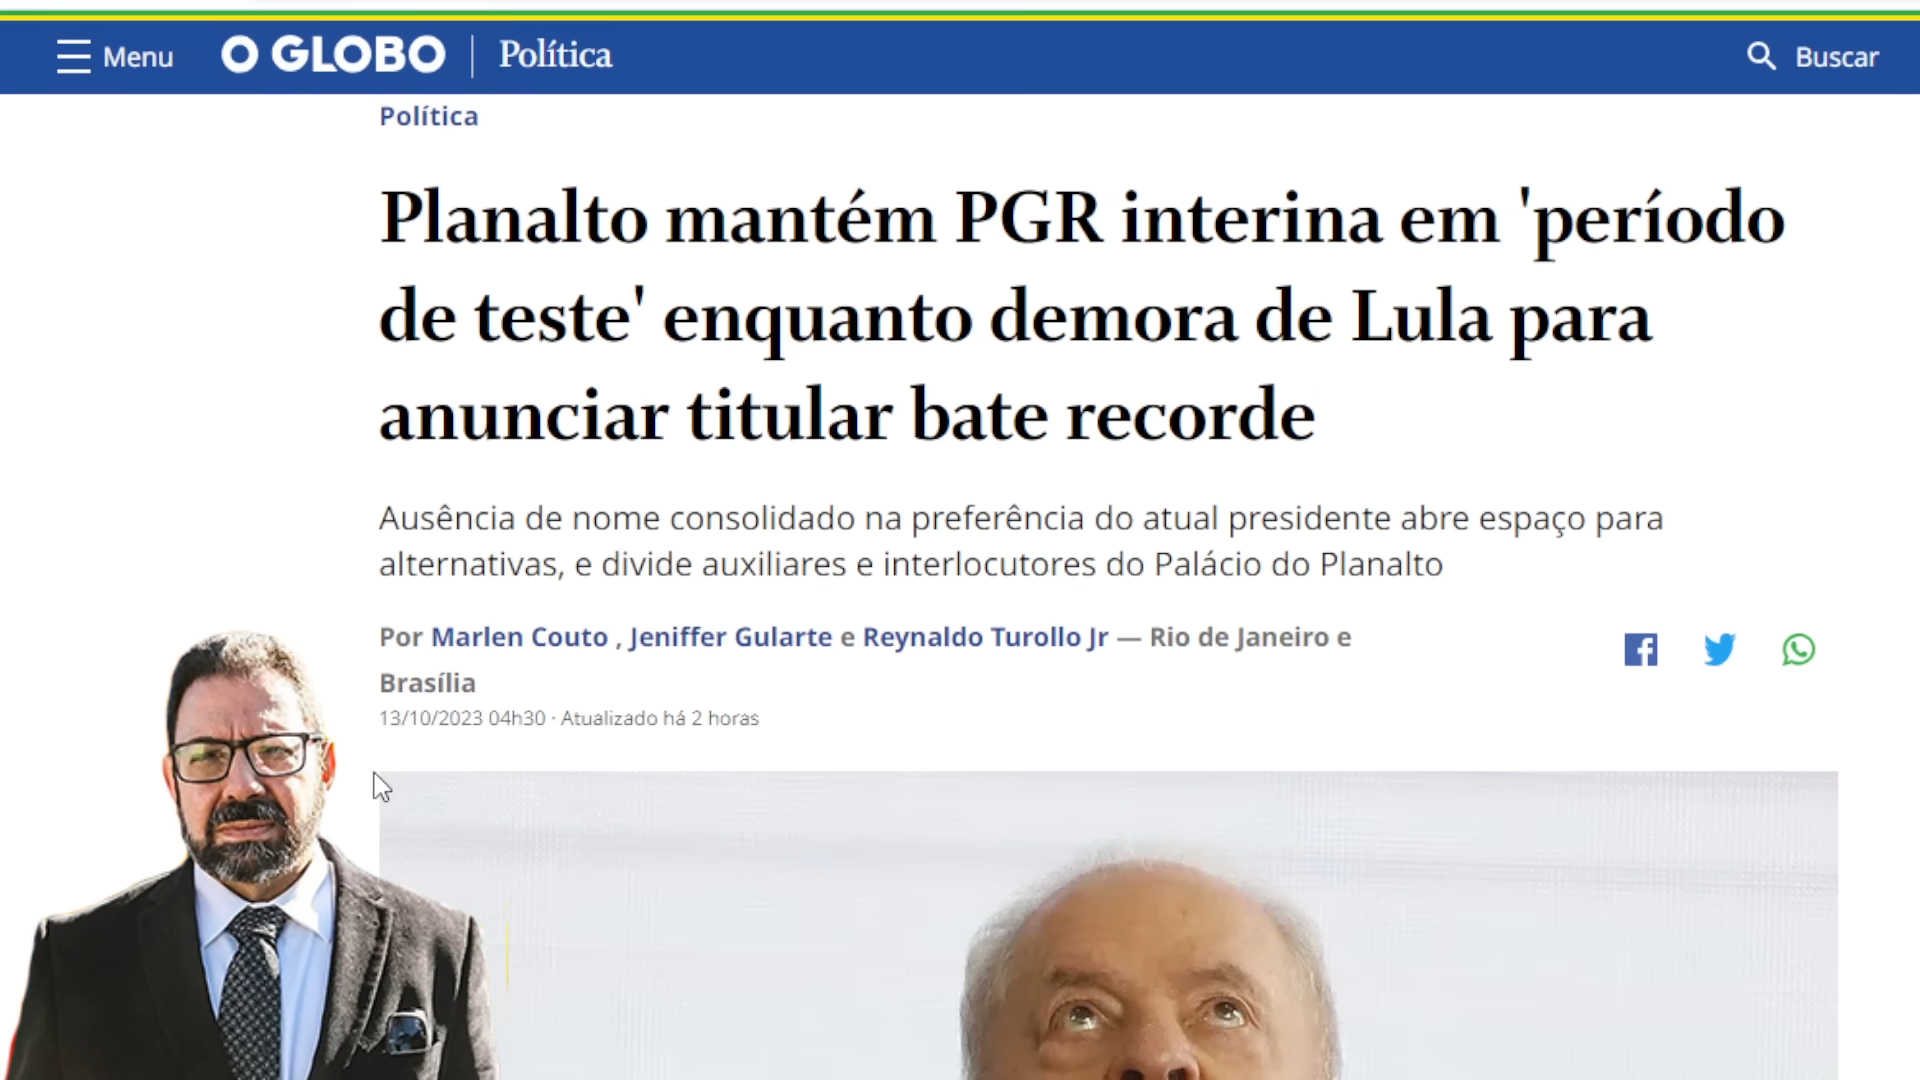 Menu
O GLOBO
Política
Buscar
Política
Planalto mantém PGR interina em 'período
de teste' enquanto demora de Lula para
anunciar titular bate recorde
Ausência de nome consolidado na preferência do atual presidente abre espaço para
alternativas, e divide auxiliares e interlocutores do Palácio do Planalto
Por Marlen Couto , Jeniffer Gularte e Reynaldo Turollo Jr — Rio de Janeiro e
Brasília
13/10/2023 04h30 · Atualizado há 2 horas